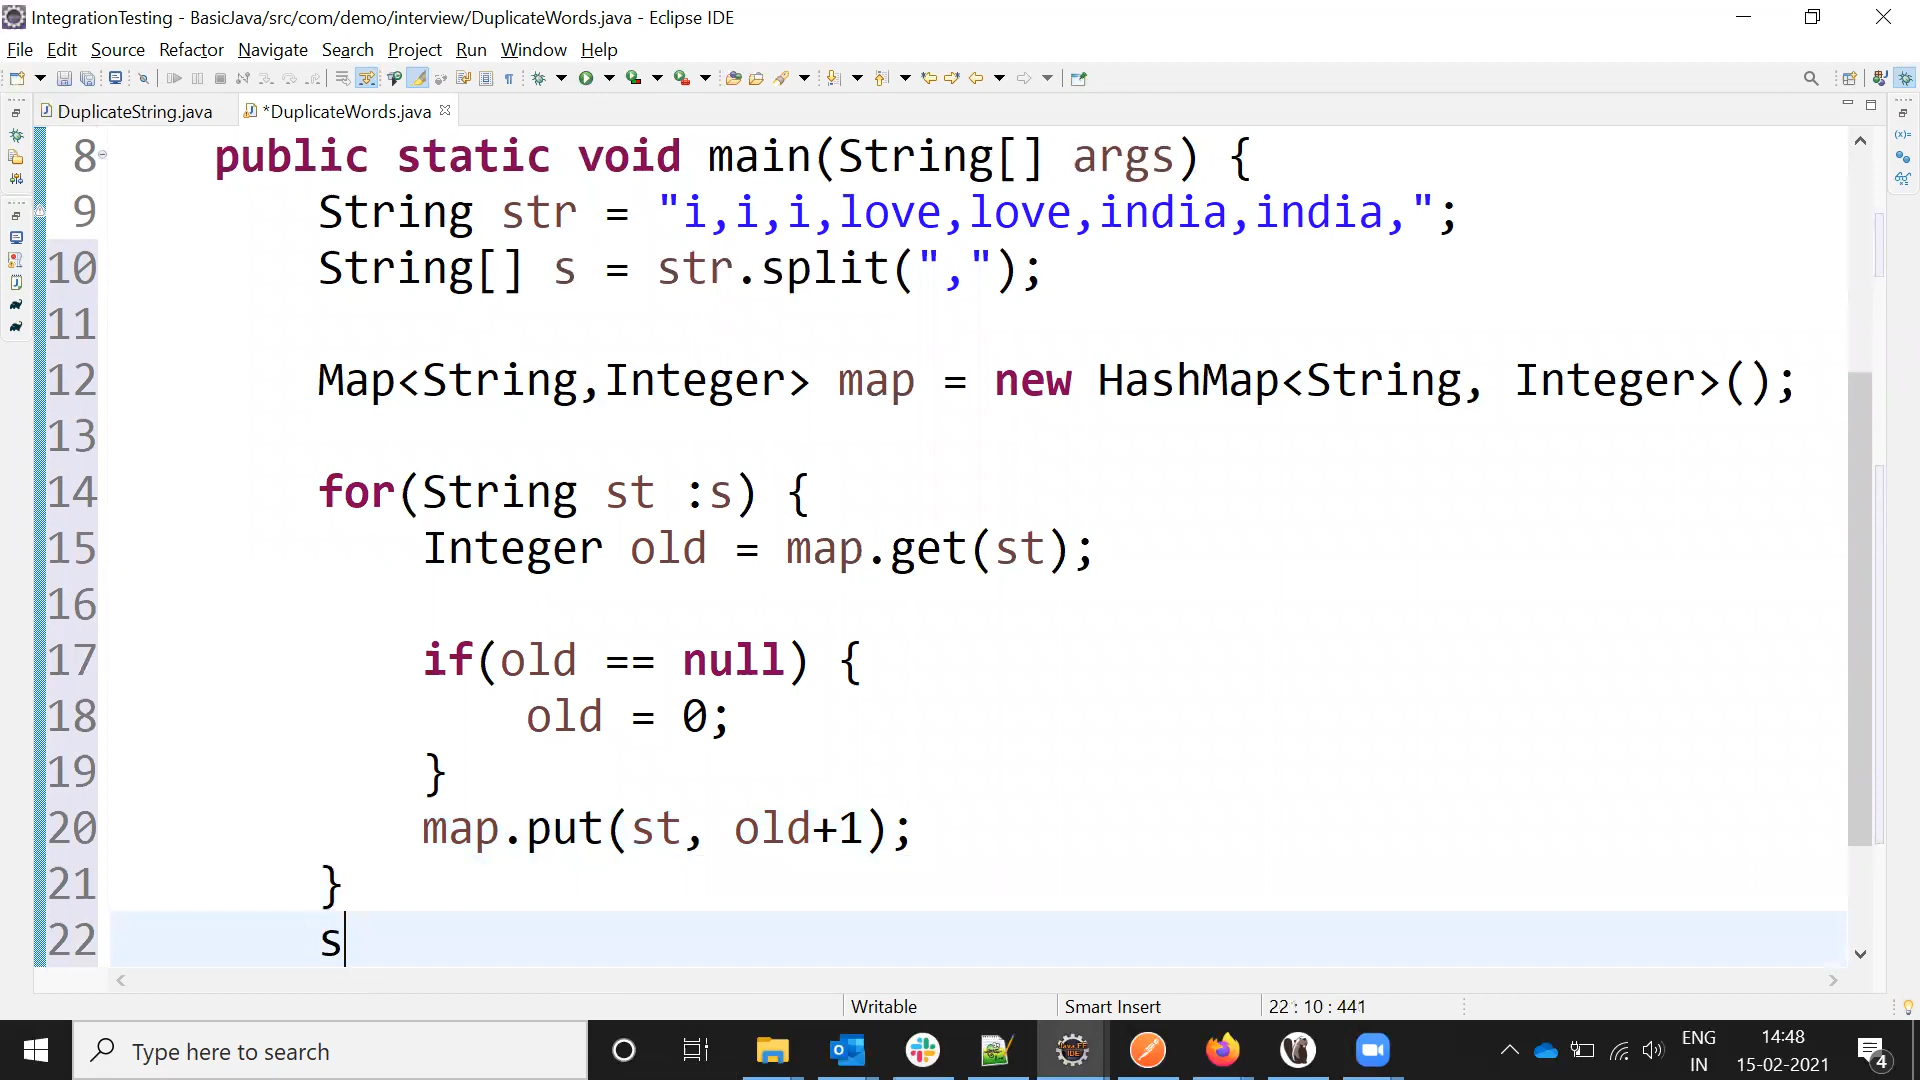 IntegrationTesting - BasicJava/src/com/demo/interview/DuplicateWords.java - Eclipse IDE
File Edit Source Refactor Navigate Search Project Run Window Help
DuplicateString.java *DuplicateWords.java
8 public static void main(String[] args) {
9 String str = "i,i,i,love,love,india,india,";
10 String[] s = str.split(",");
11
12 Map<String,Integer> map = new HashMap<String, Integer>();
13
14 for(String st :s) {
15 Integer old = map.get(st);
16
17 if(old == null) {
18 old = 0;
19 }
20 map.put(st, old+1);
21 }
22 s
Writable Smart Insert 22 : 10 : 441
Type here to search
ENG 14:48
IN 15-02-2021 4